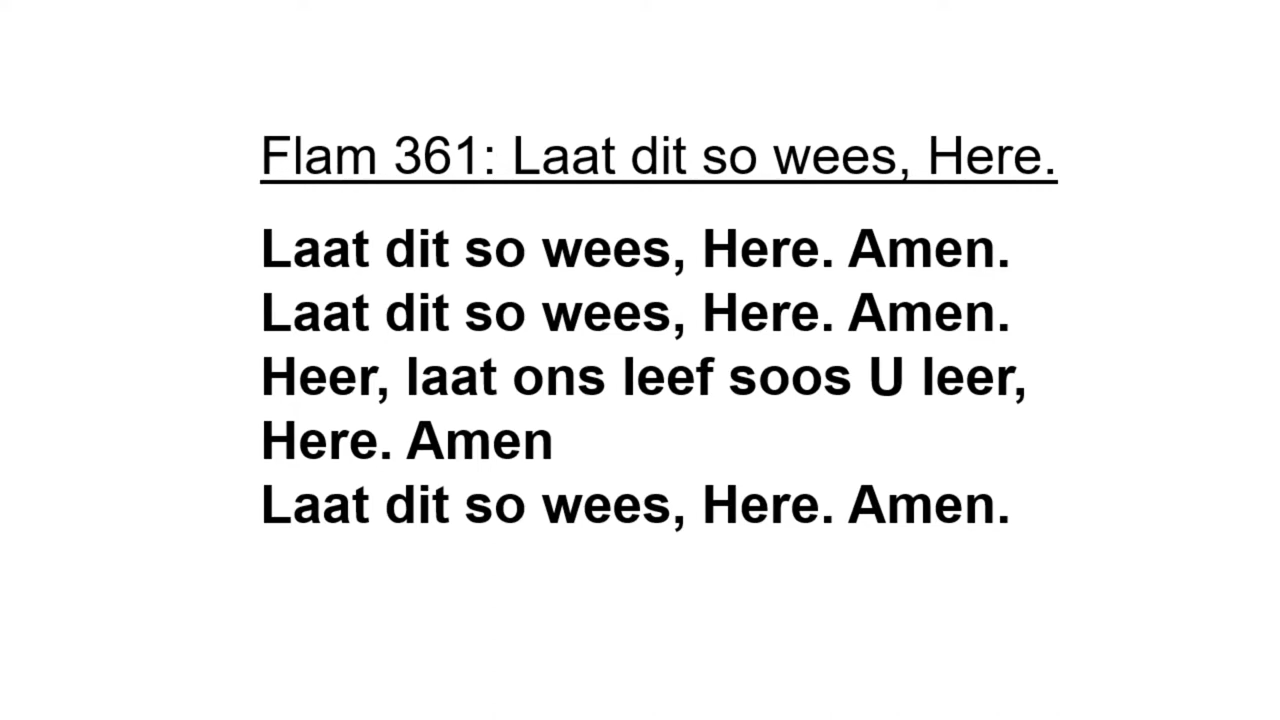 Flam 361: Laat dit so wees, Here.
Laat dit so wees, Here. Amen.
Laat dit so wees, Here. Amen.
Heer, laat ons leef soos U leer,
Here. Amen
Laat dit so wees, Here. Amen.